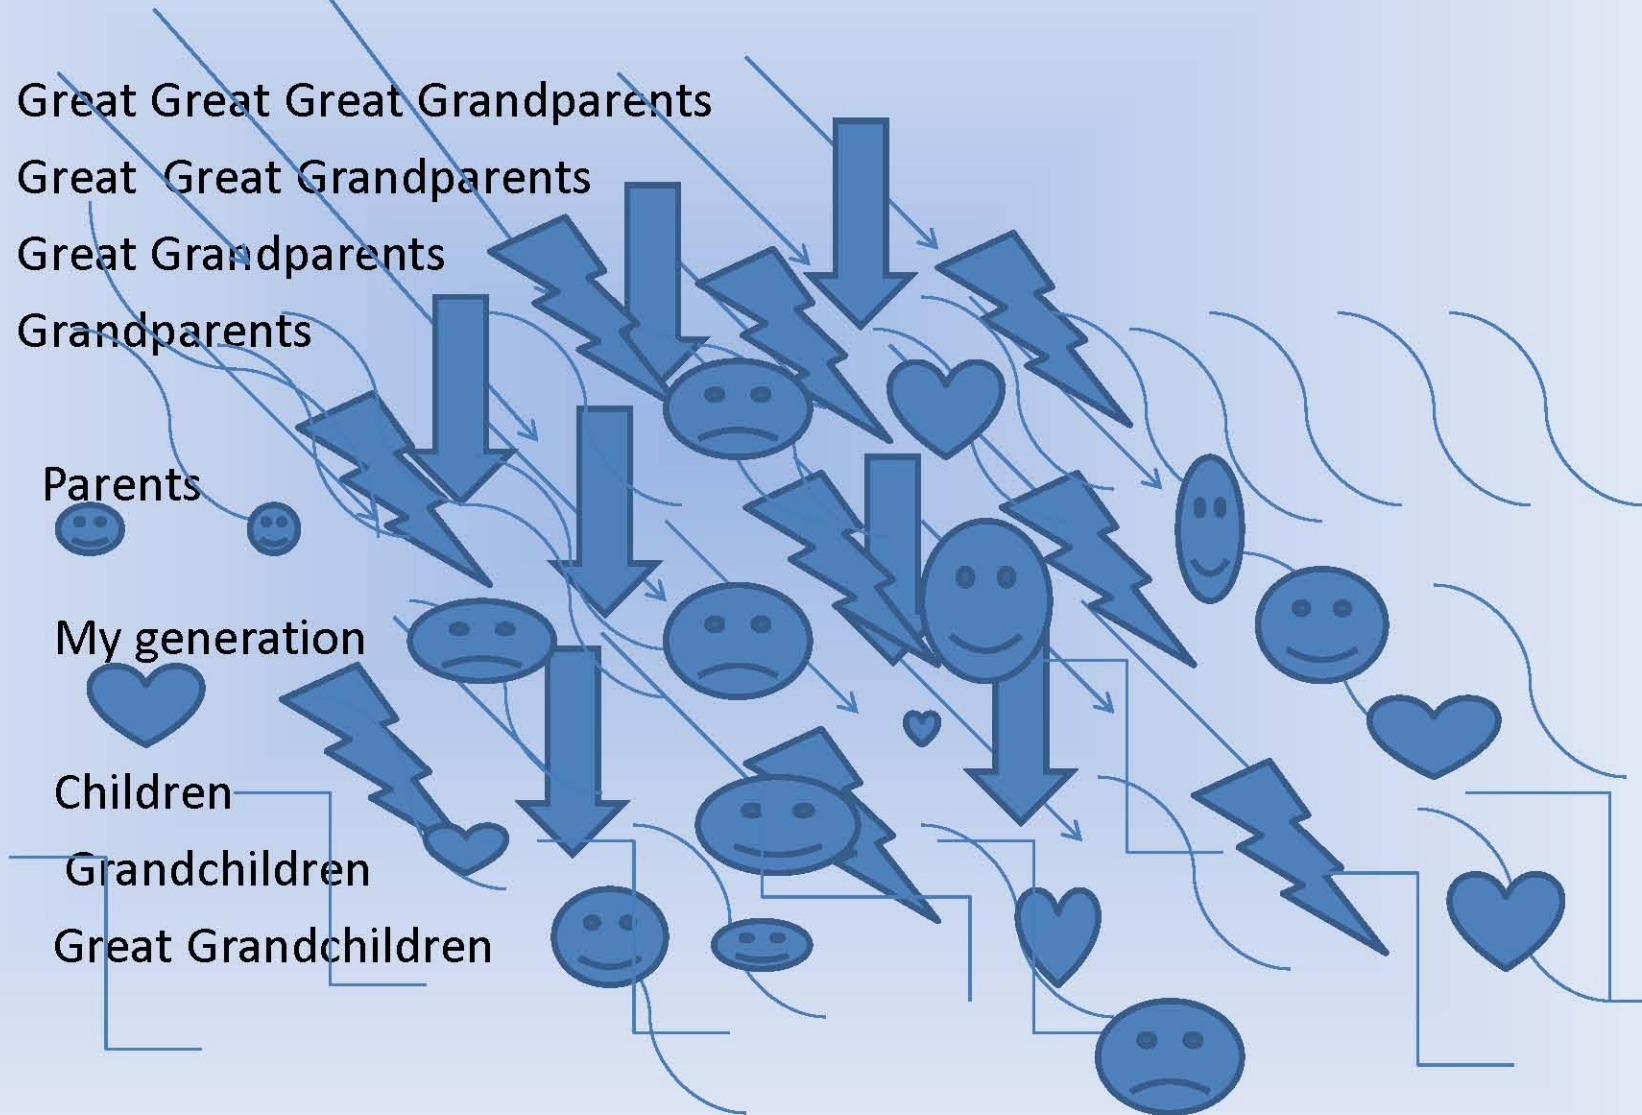 Great Great Great Grandparents
Great Great Grandparents
Great Grandparents
Grandparents
Parents
My generation
Children
Grandchildren
Great Grandchildren